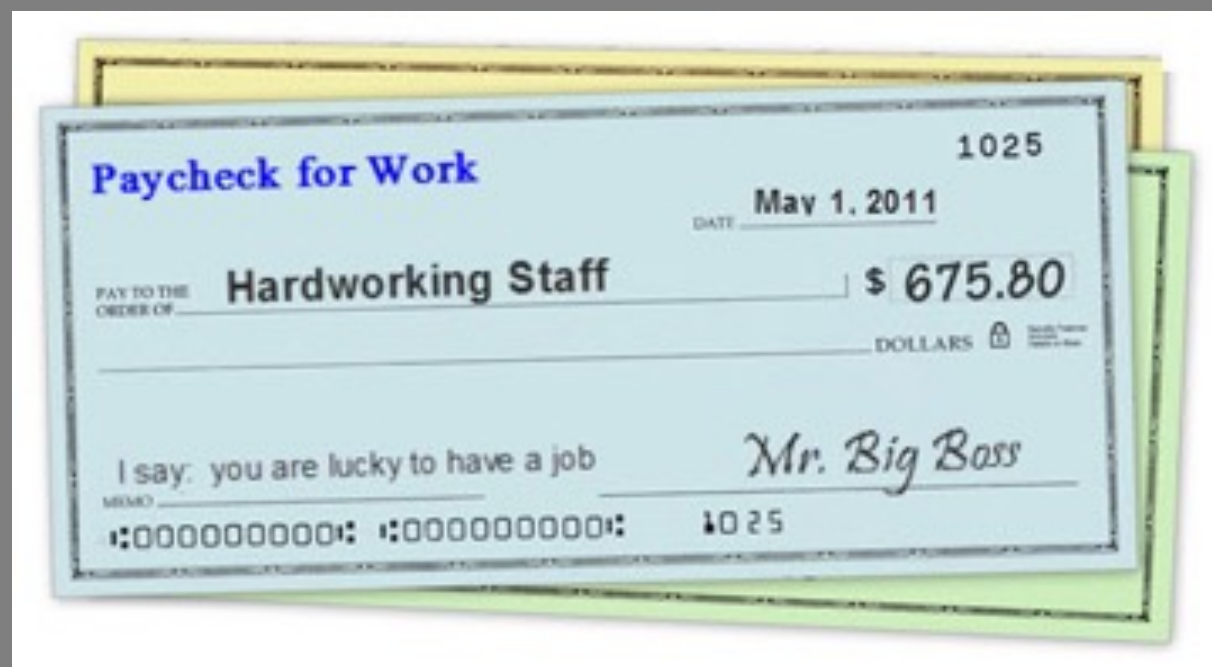 Paycheck for Work
1025
DATE May 1, 2011
PAY TO THE
ORDER OF
Hardworking Staff
$ 675.80
DOLLARS
I say: you are lucky to have a job
Mr. Big Boss
MEMO
⑆000000000⑆ ⑆000000000⑆ 1025